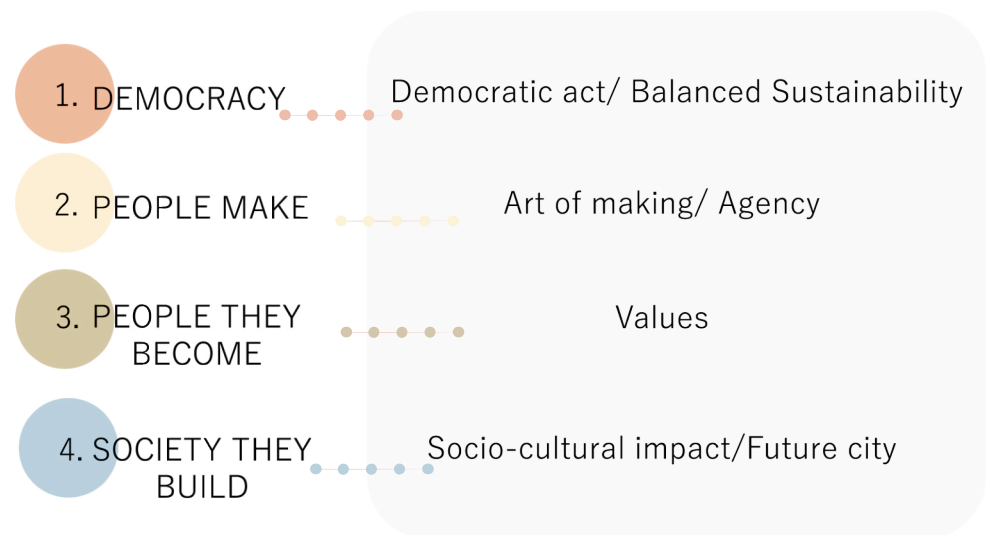 1. DEMOCRACY
Democratic act/ Balanced Sustainability
2. PEOPLE MAKE
Art of making/ Agency
3. PEOPLE THEY
BECOME
Values
4. SOCIETY THEY
BUILD
Socio-cultural impact/Future city